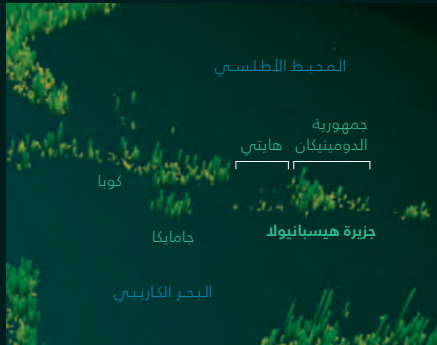 المحيط الأطلسي
جمهورية
الدومينيكان
هايتي
كوبا
جامايكا
جزيرة هيسبانيولا
البحر الكاريبي